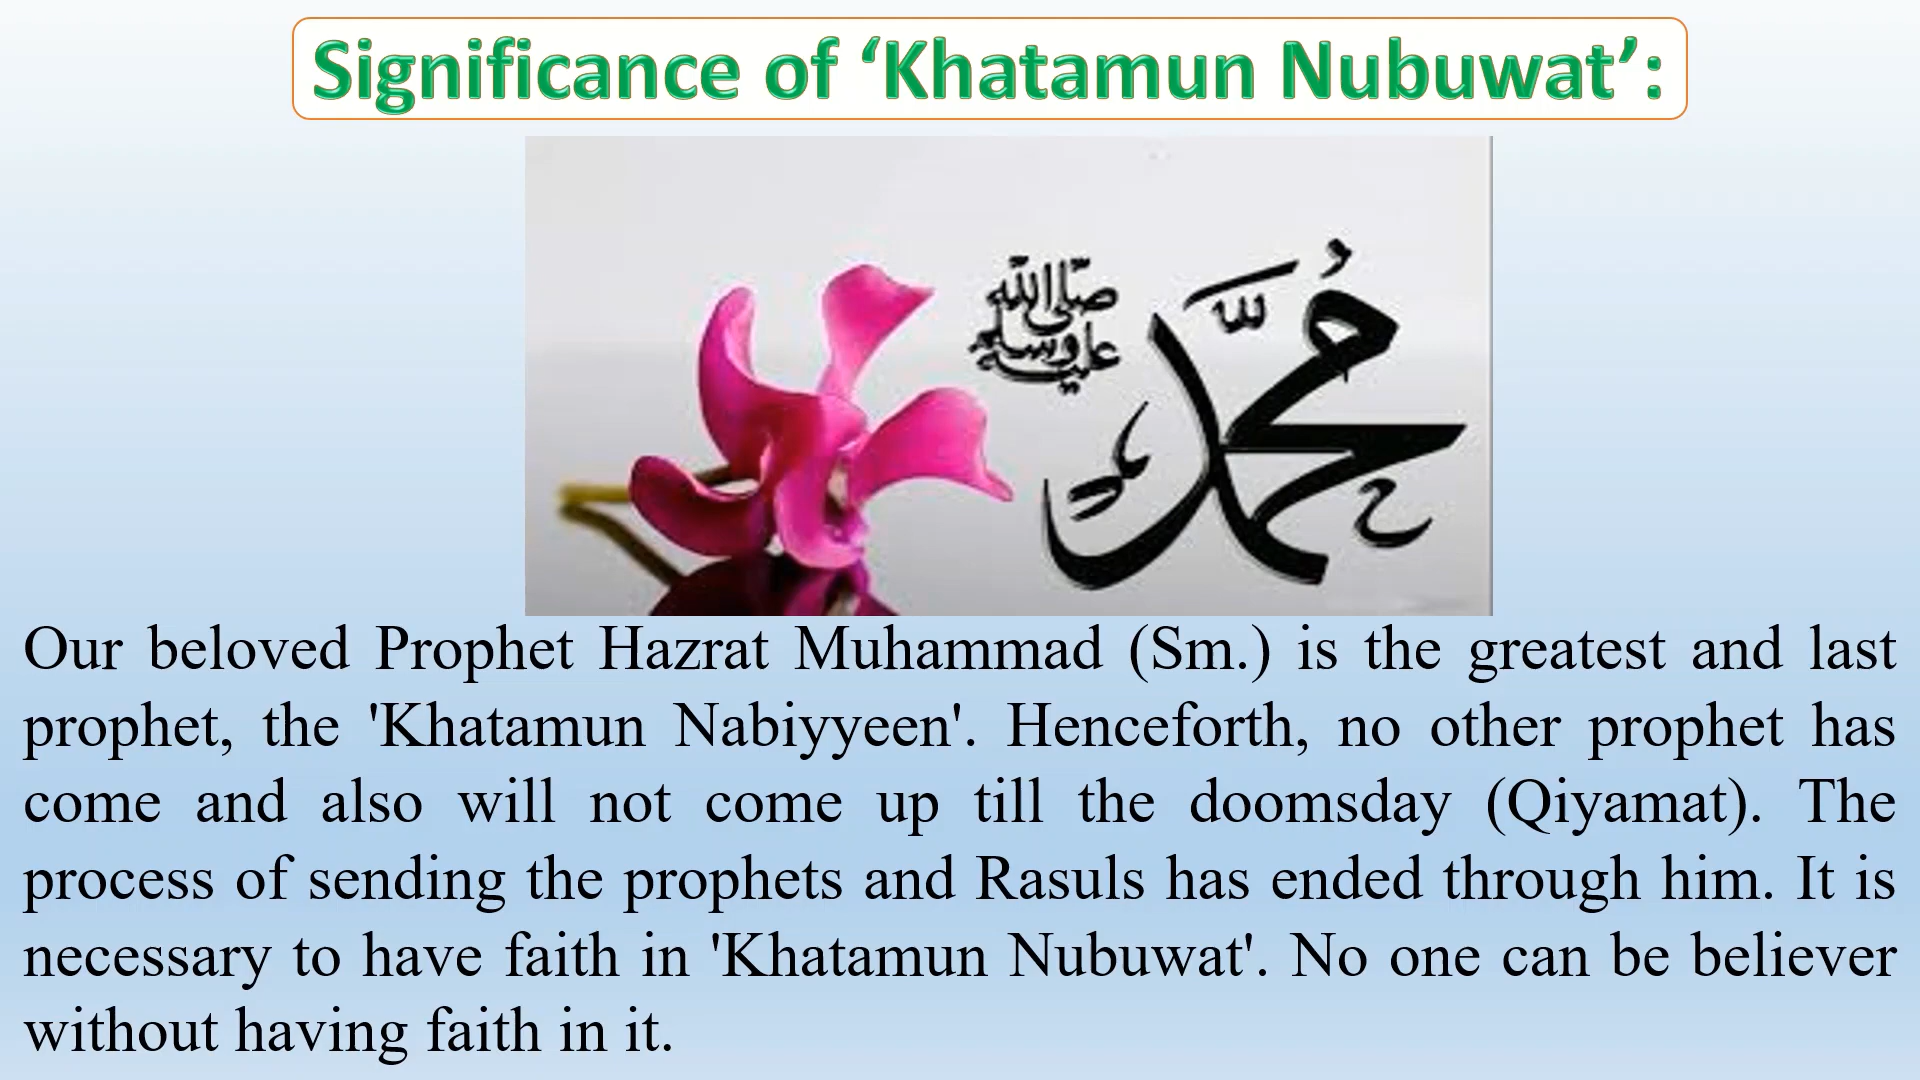 Significance of ‘Khatamun Nubuwat’:
صلى الله
عليه وسلم
مُحَمَّد
Our beloved Prophet Hazrat Muhammad (Sm.) is the greatest and last
prophet, the 'Khatamun Nabiyyeen'. Henceforth, no other prophet has
come and also will not come up till the doomsday (Qiyamat). The
process of sending the prophets and Rasuls has ended through him. It is
necessary to have faith in 'Khatamun Nubuwat'. No one can be believer
without having faith in it.